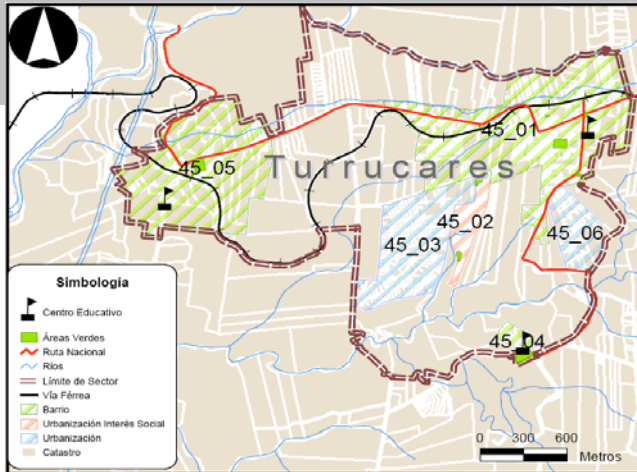 45_01
45_05
Turrucares
45_02
45_03
45_06
45_04
Simbología
Centro Educativo
Áreas Verdes
Ruta Nacional
Ríos
Límite de Sector
Vía Férrea
Barrio
Urbanización Interés Social
Urbanización
Catastro
0 300 600
Metros